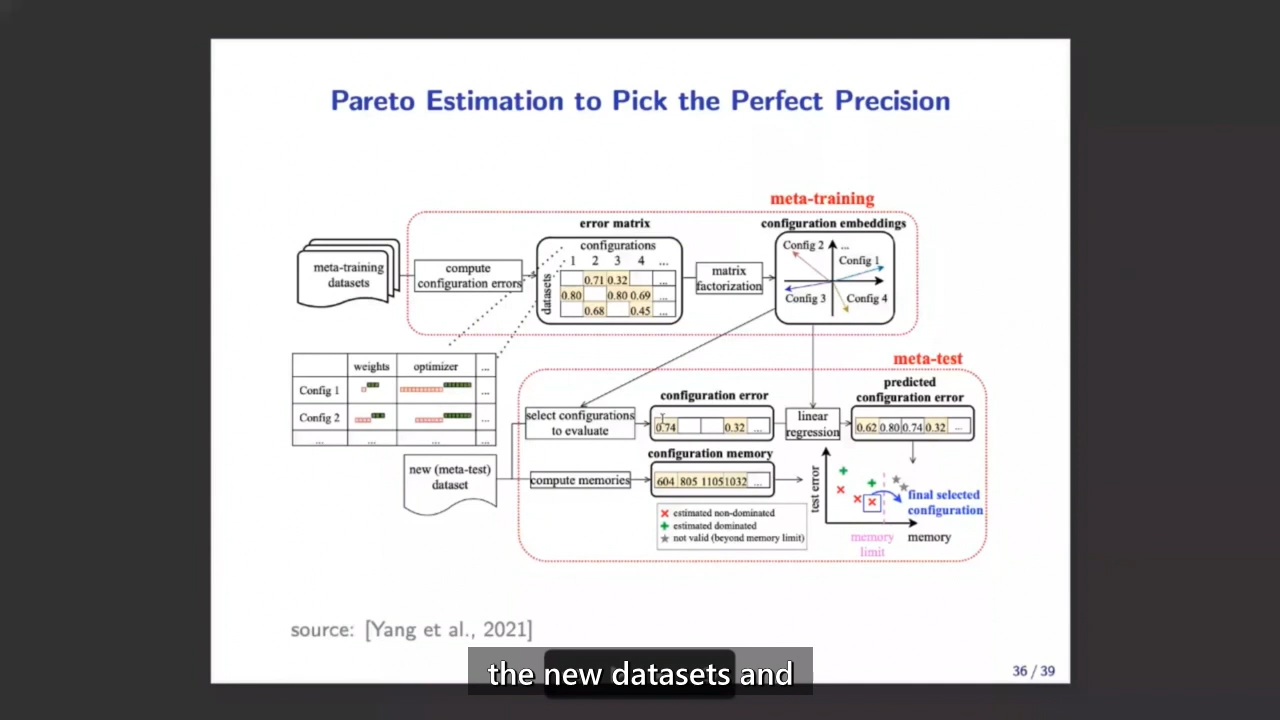 Pareto Estimation to Pick the Perfect Precision
meta-training
error matrix
configuration embeddings
meta-training
datasets
compute
configuration errors
configurations
1 2 3 4 ...
datasets
0.71 0.32 ...
0.80 0.80 0.69 ...
0.68 0.45 ...
matrix
factorization
Config 2 ...
Config 1
Config 3
Config 4
weights optimizer ...
Config 1 ...
Config 2 ...
... ... ...
meta-test
new (meta-test)
dataset
select configurations
to evaluate
configuration error
0.74 0.32 ...
linear
regression
predicted
configuration error
0.62 0.80 0.74 0.32 ...
compute memories
configuration memory
604 805 1105 1032 ...
estimated non-dominated
estimated dominated
not valid (beyond memory limit)
test error
final selected
configuration
memory
limit
memory
source: [Yang et al., 2021]
the new datasets and
36 / 39